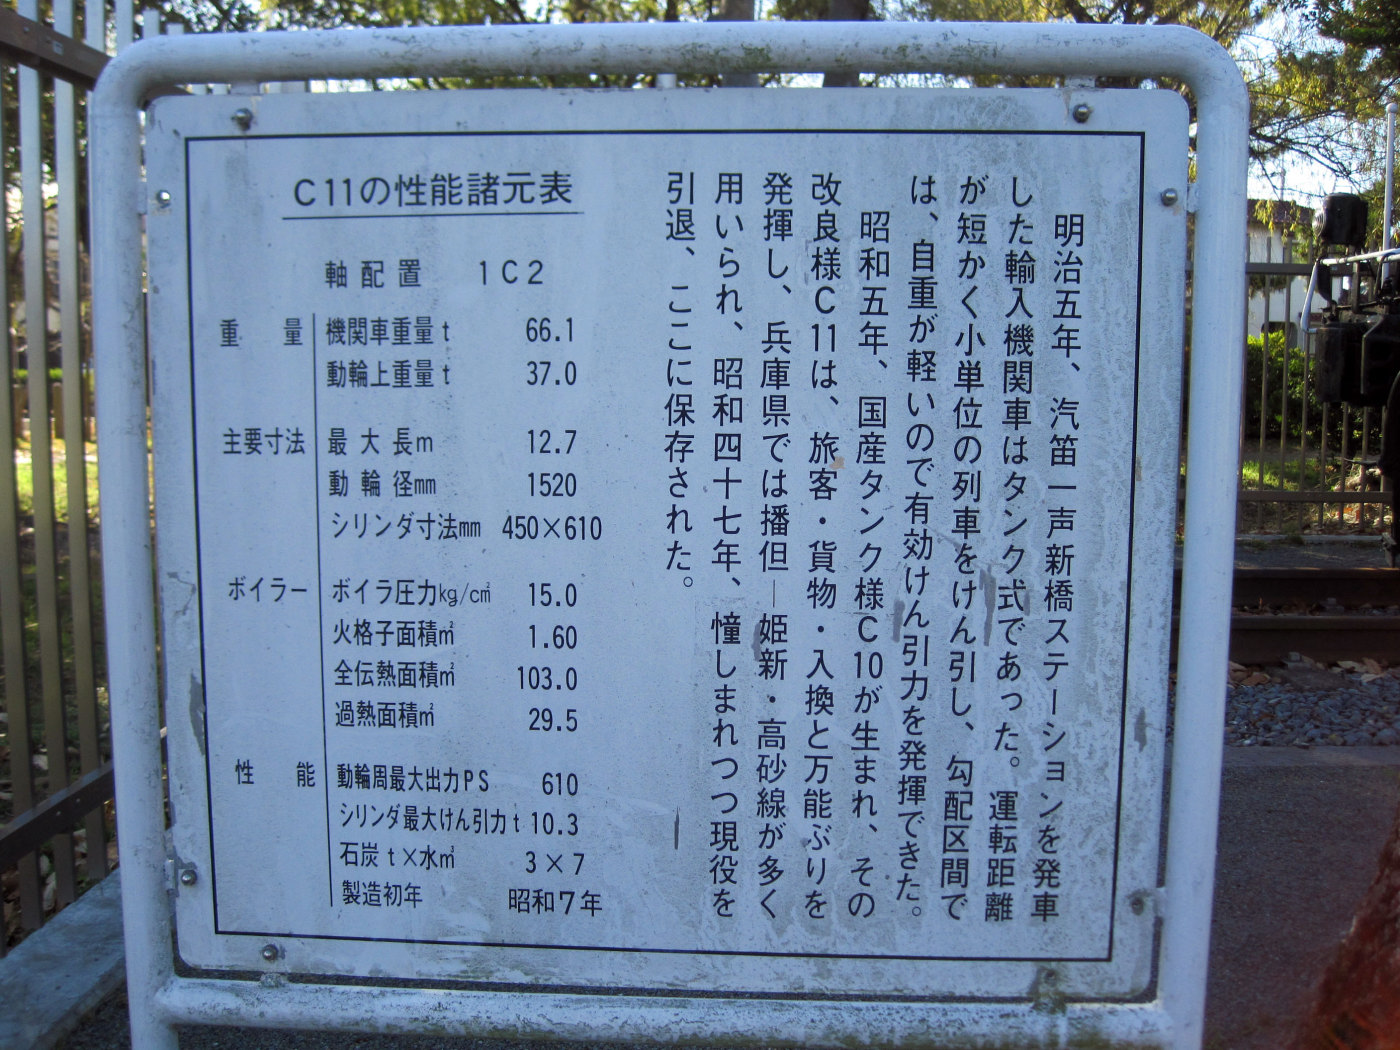 明治五年、汽笛一声新橋ステーションを発車
した輸入機関車はタンク式であった。運転距離
が短かく小単位の列車をけん引し、勾配区間で
は、自重が軽いので有効けん引力を発揮できた。
昭和五年、国産タンク様C10が生まれ、その
改良様C11は、旅客・貨物・入換と万能ぶりを
発揮し、兵庫県では播但—姫新・高砂線が多く
用いられ、昭和四十七年、憧しまれつつ現役を
引退、ここに保存された。
C11の性能諸元表
軸配置 1C2
重量 機関車重量t 66.1
動輪上重量t 37.0
主要寸法 最大長m 12.7
動輪径㎜ 1520
シリンダ寸法㎜ 450×610
ボイラー ボイラ圧力㎏/㎠ 15.0
火格子面積㎡ 1.60
全伝熱面積㎡ 103.0
過熱面積㎡ 29.5
性能 動輪周最大出力PS 610
シリンダ最大けん引力t 10.3
石炭t×水㎥ 3×7
製造初年 昭和7年